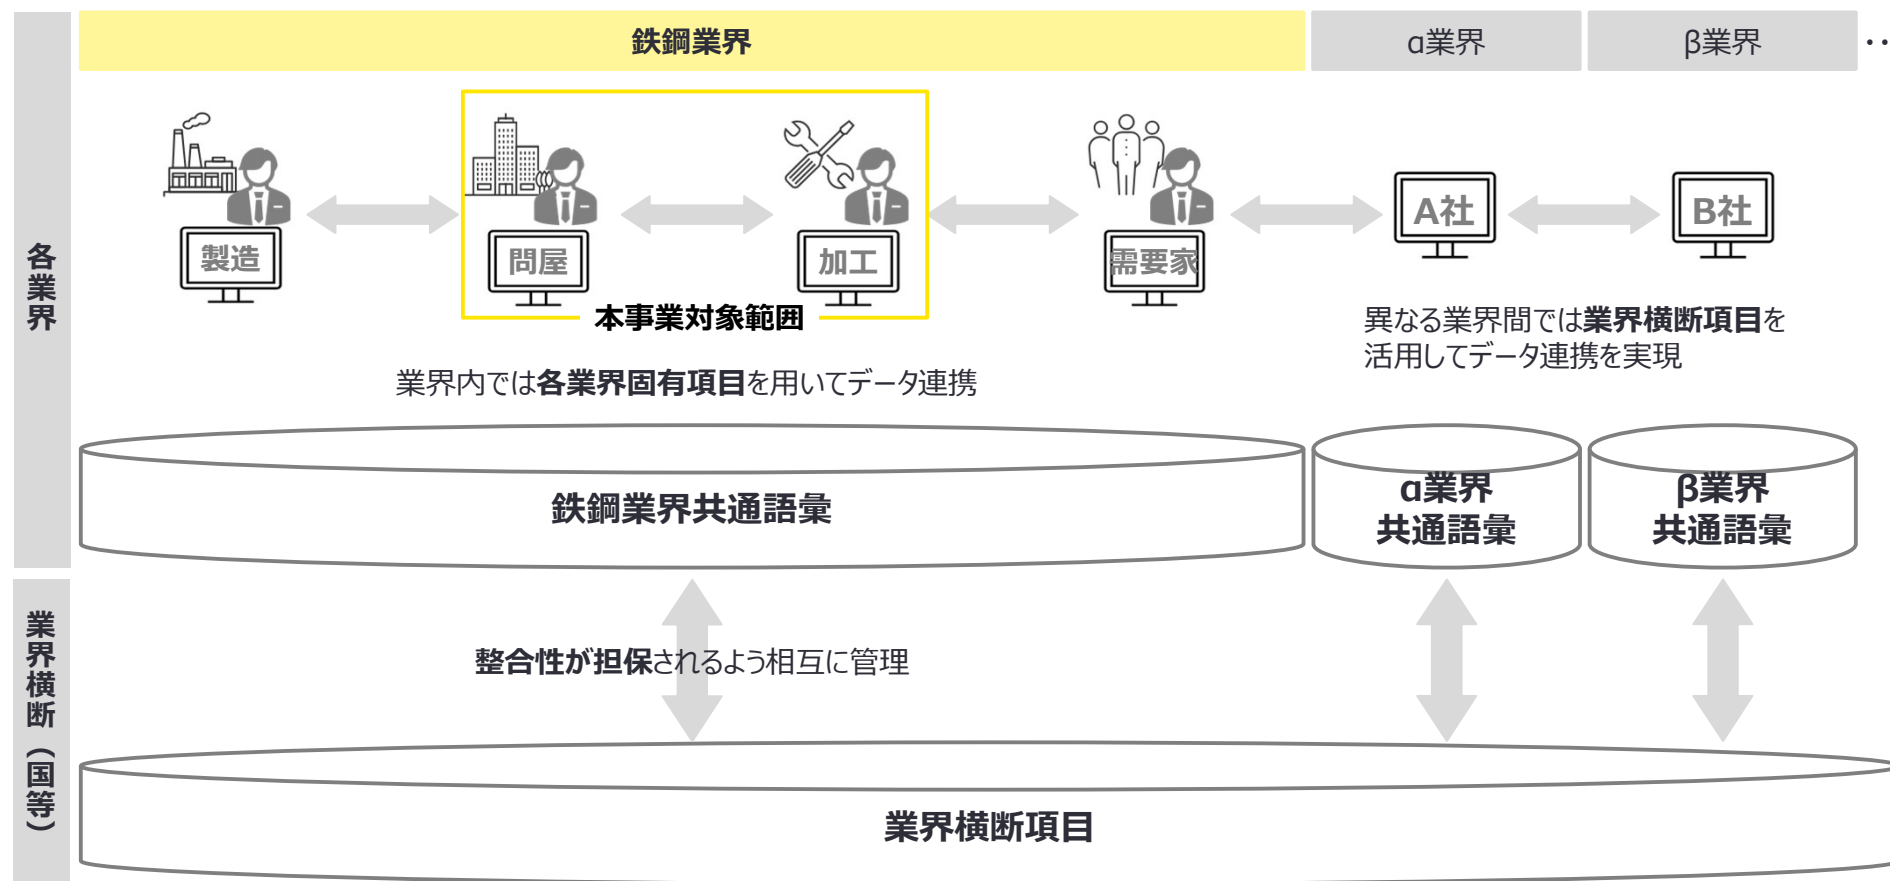 鉄鋼業界
α業界
β業界
‥
各業界
製造
問屋
加工
需要家
A社
B社
本事業対象範囲
異なる業界間では業界横断項目を
活用してデータ連携を実現
業界内では各業界固有項目を用いてデータ連携
鉄鋼業界共通語彙
α業界
共通語彙
β業界
共通語彙
業界横断（国等）
整合性が担保されるよう相互に管理
業界横断項目